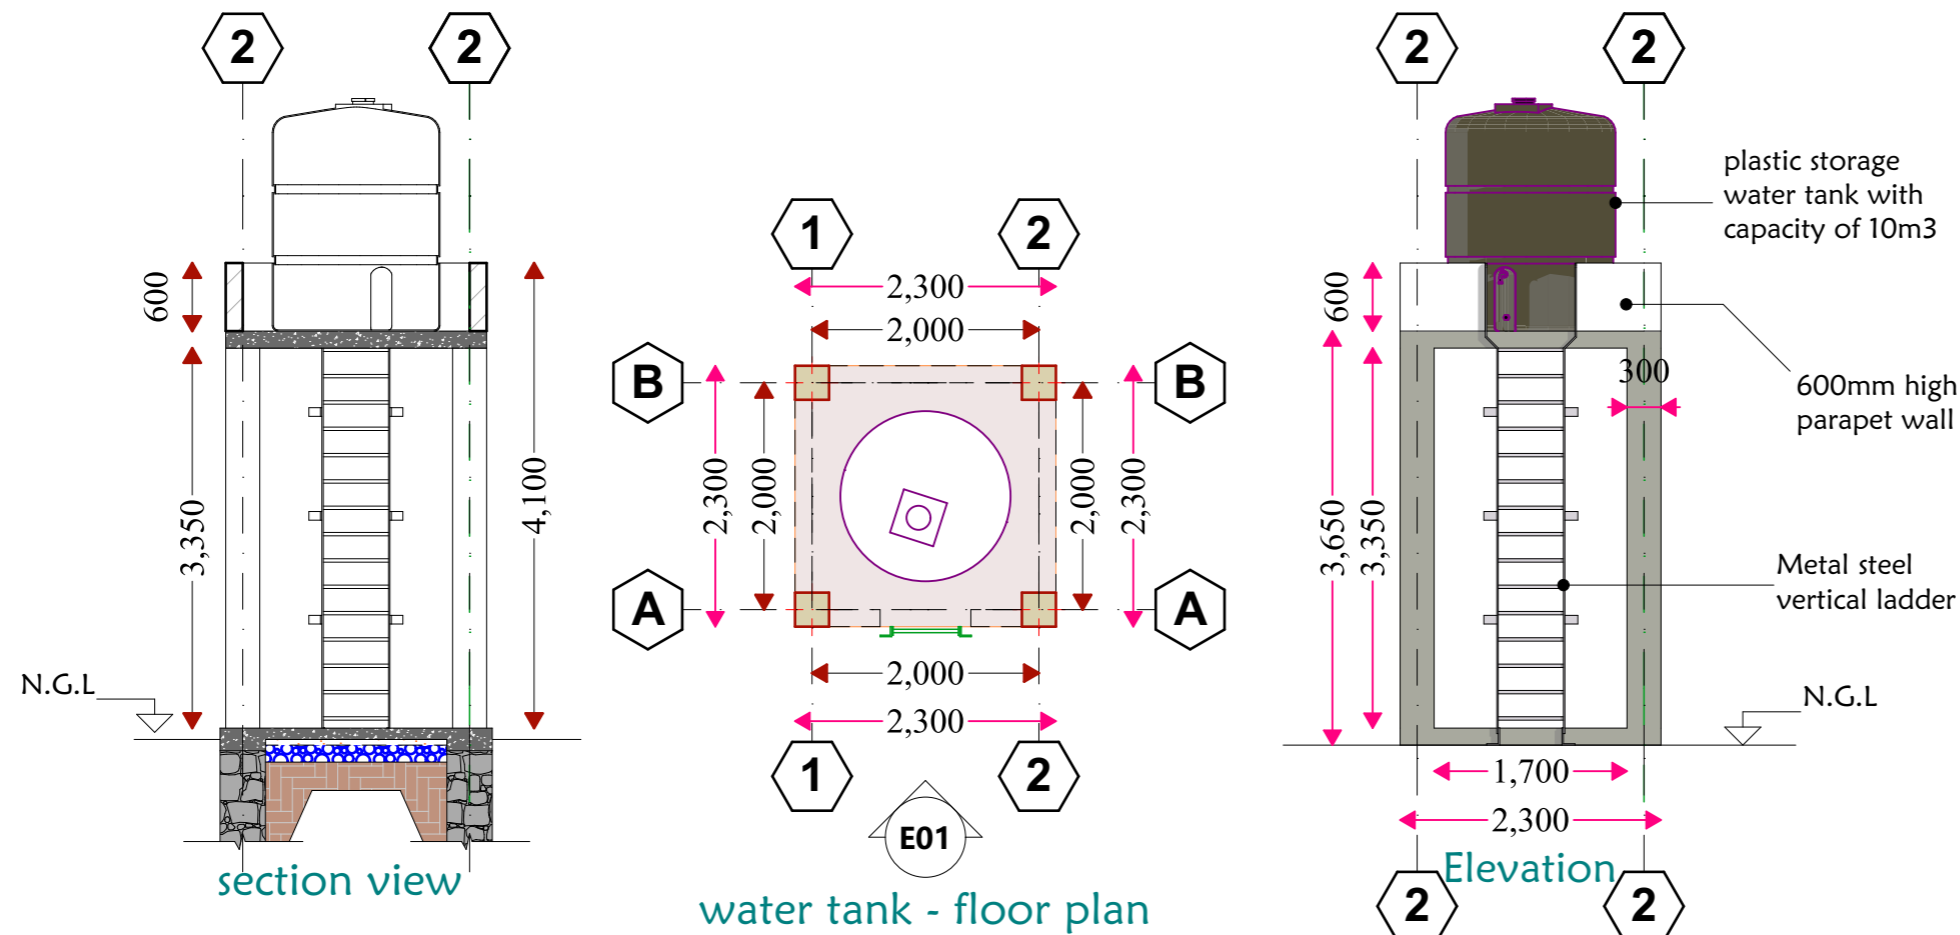 2
2
600
3,350
4,100
N.G.L
section view
1
2
2,300
2,000
B
B
2,300
2,000
2,000
2,300
A
A
2,000
2,300
1
2
E01
water tank - floor plan
2
2
plastic storage
water tank with
capacity of 10m3
600
300
600mm high
parapet wall
3,650
3,350
Metal steel
vertical ladder
N.G.L
1,700
2,300
Elevation
2
2